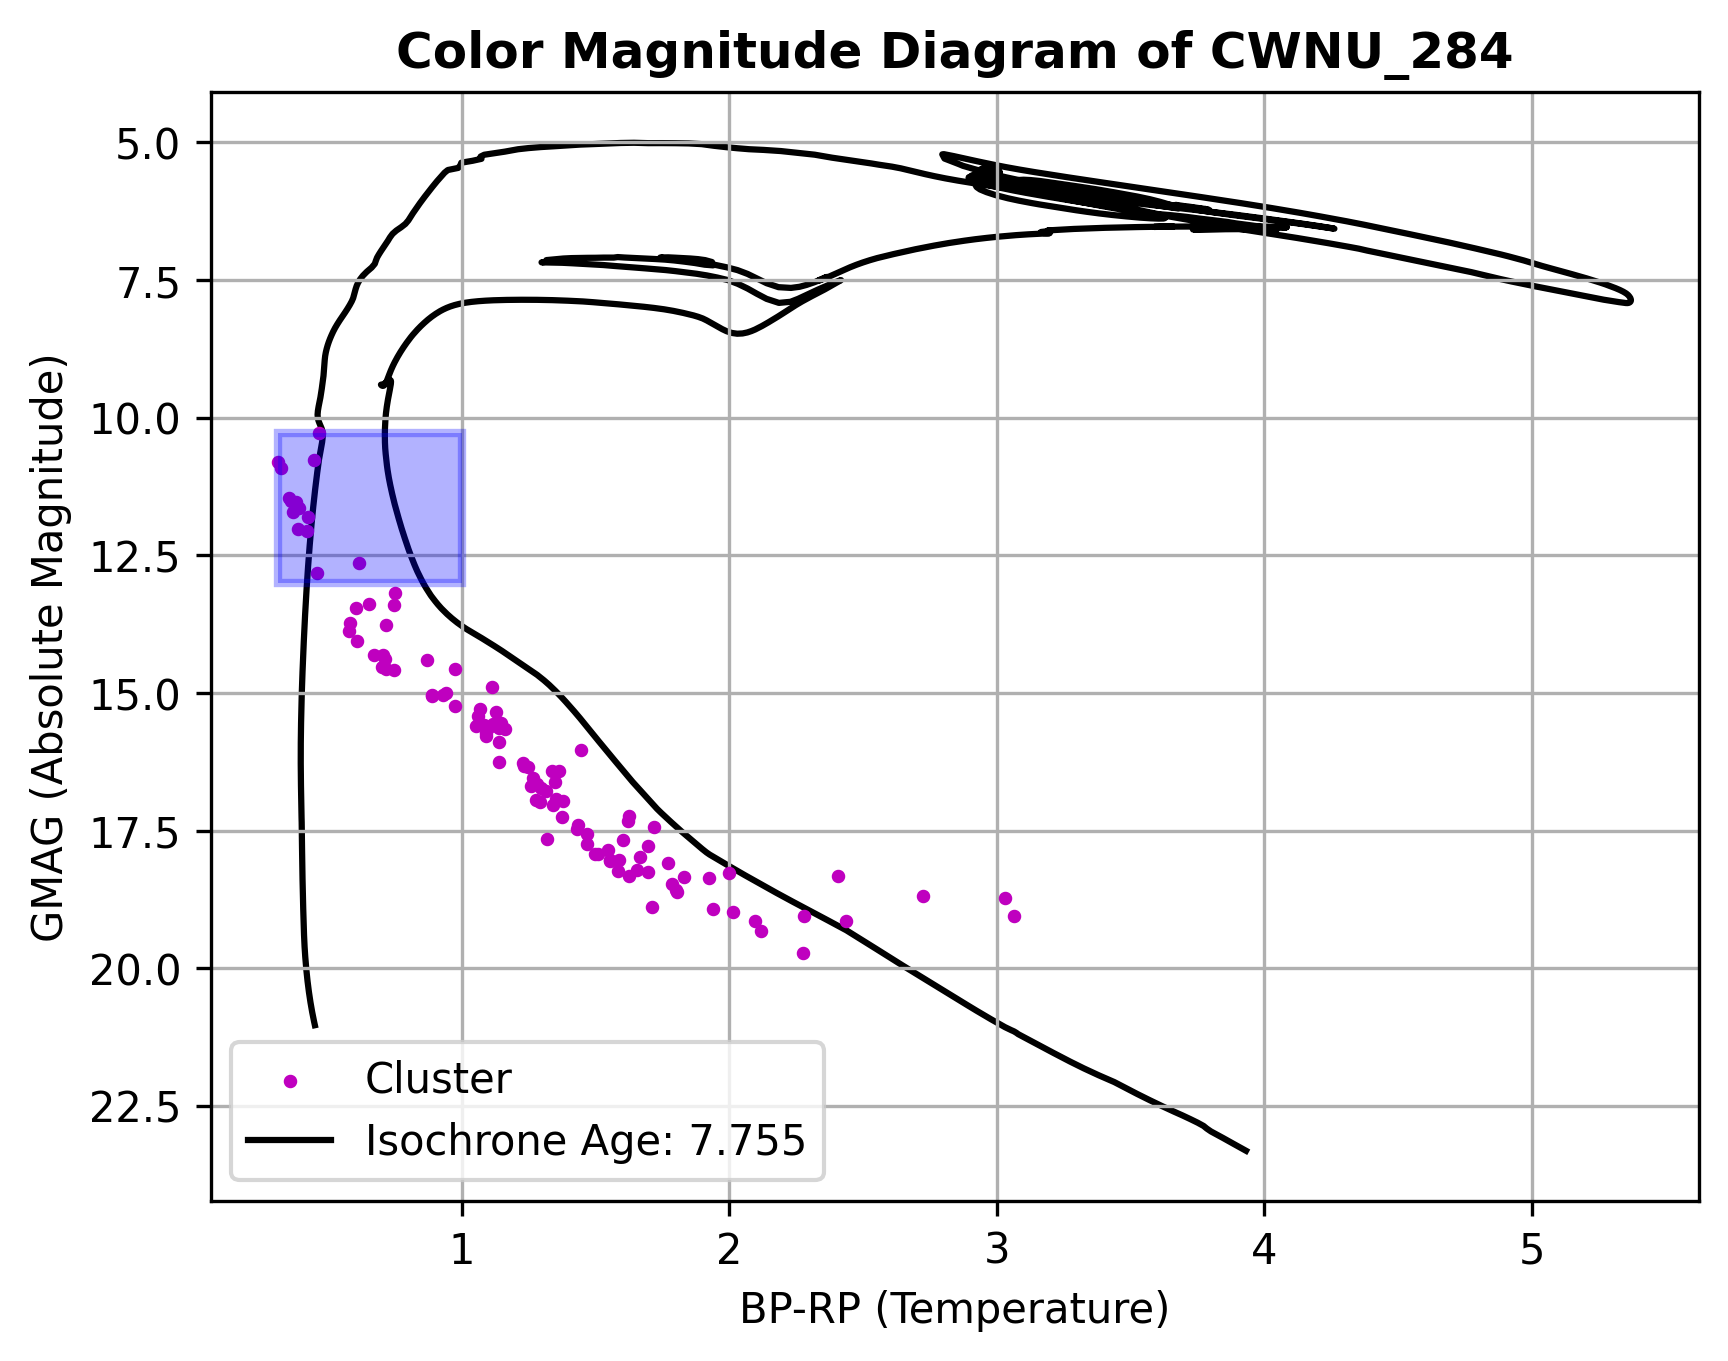 Color Magnitude Diagram of CWNU_284
GMAG (Absolute Magnitude)
5.0
7.5
10.0
12.5
15.0
17.5
20.0
22.5
Cluster
Isochrone Age: 7.755
1 2 3 4 5
BP-RP (Temperature)